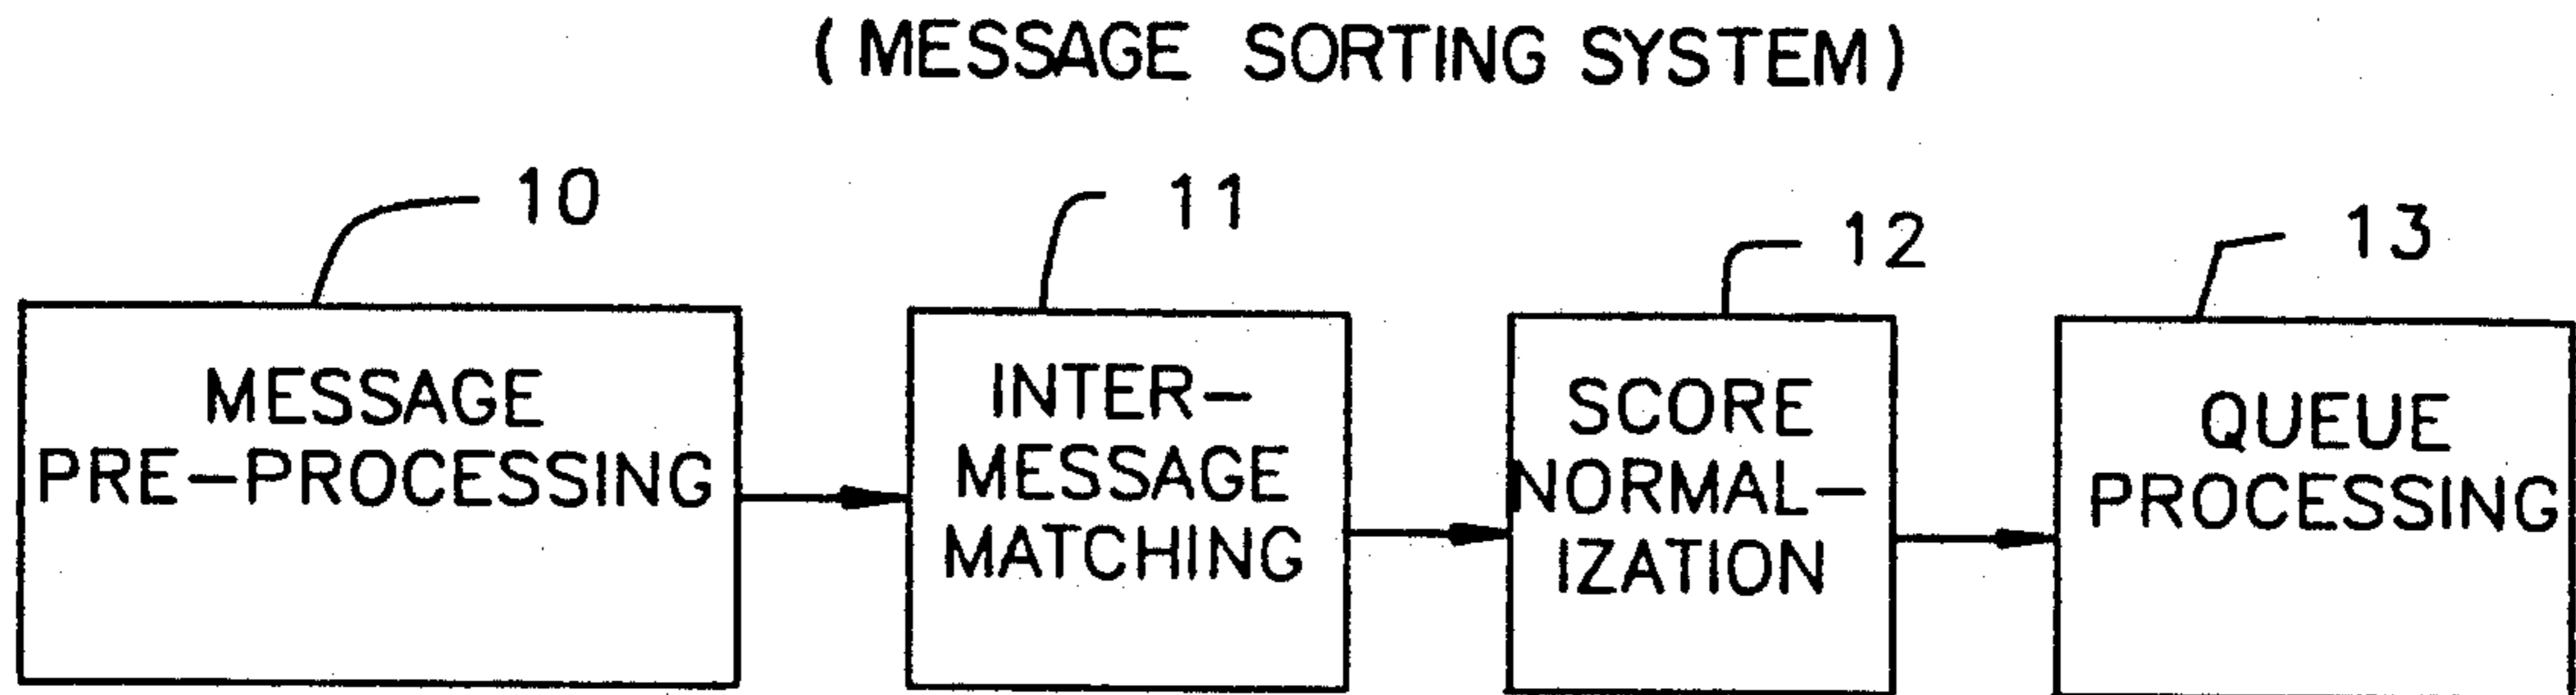 (MESSAGE SORTING SYSTEM)
10
11
12
13
MESSAGE
PRE-PROCESSING
INTER-
MESSAGE
MATCHING
SCORE
NORMAL-
IZATION
QUEUE
PROCESSING